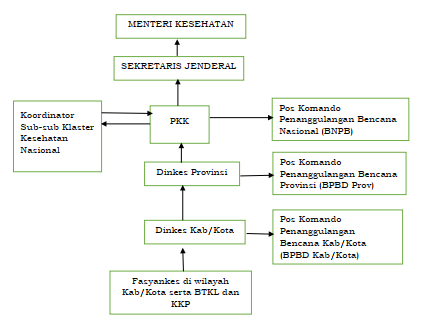 MENTERI KESEHATAN
SEKRETARIS JENDERAL
Koordinator
Sub-sub Klaster
Kesehatan
Nasional
PKK
Pos Komando
Penanggulangan Bencana
Nasional (BNPB)
Dinkes Provinsi
Pos Komando
Penanggulangan Bencana
Provinsi (BPBD Prov)
Dinkes Kab/Kota
Pos Komando
Penanggulangan
Bencana Kab/Kota
(BPBD Kab/Kota)
Fasyankes di wilayah
Kab/Kota serta BTKL dan
KKP